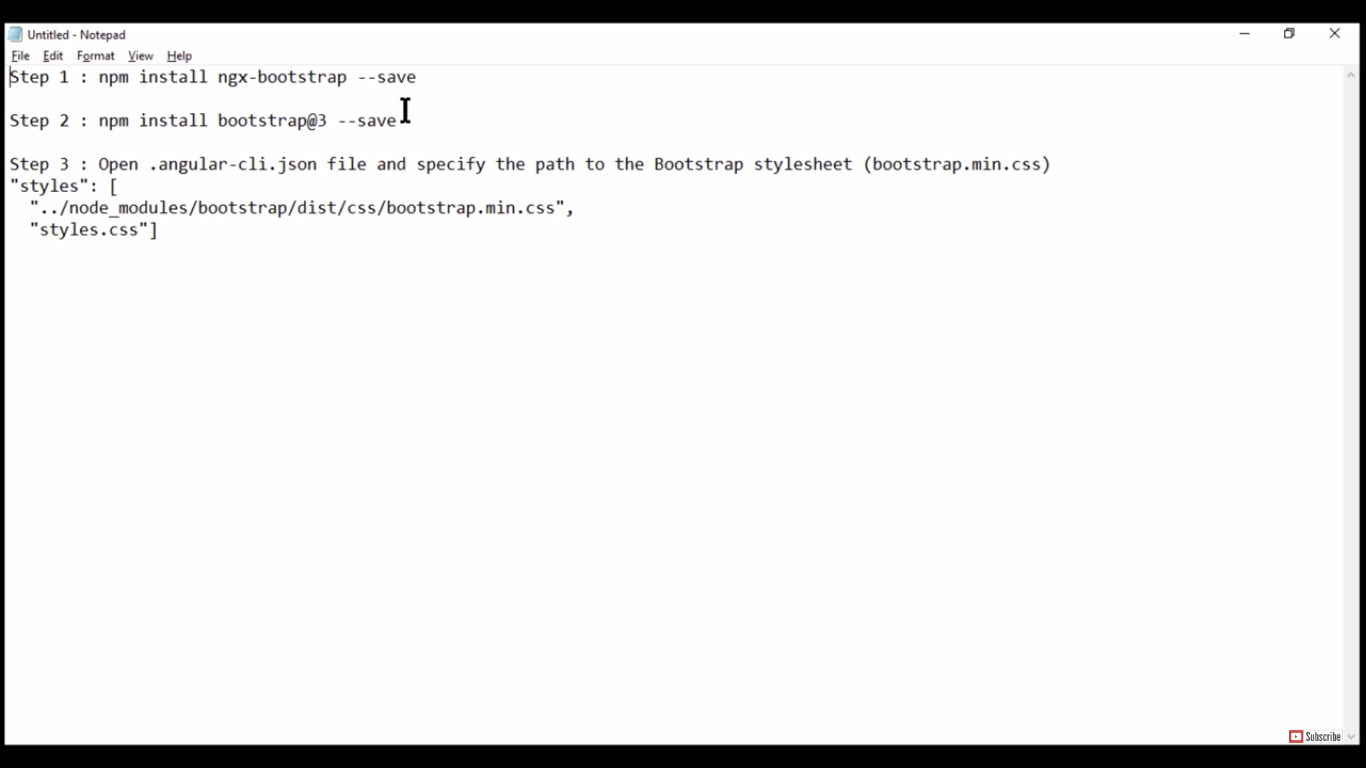 Untitled - Notepad
File Edit Format View Help
Step 1 : npm install ngx-bootstrap --save
Step 2 : npm install bootstrap@3 --save
Step 3 : Open .angular-cli.json file and specify the path to the Bootstrap stylesheet (bootstrap.min.css)
"styles": [
"../node_modules/bootstrap/dist/css/bootstrap.min.css",
"styles.css"]
Subscribe